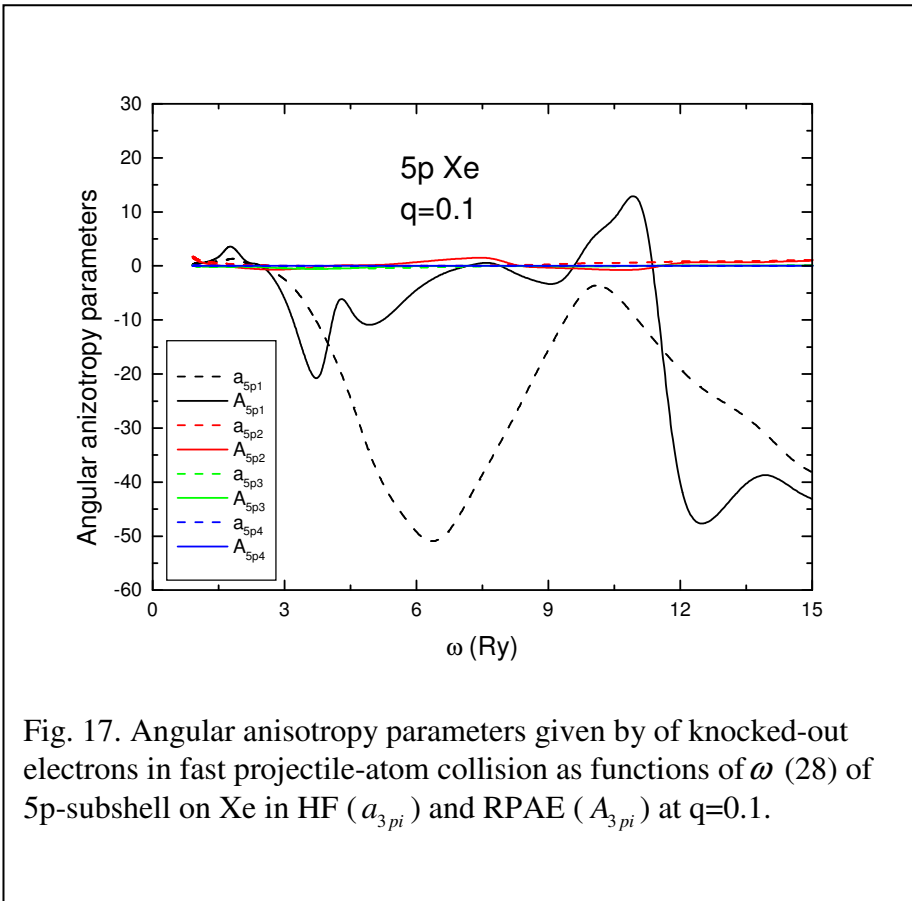 30
20
10
0
-10
-20
-30
-40
-50
-60
Angular anizotropy parameters
5p Xe
q=0.1
a5p1
A5p1
a5p2
A5p2
a5p3
A5p3
a5p4
A5p4
0 3 6 9 12 15
ω (Ry)
Fig. 17. Angular anisotropy parameters given by of knocked-out
electrons in fast projectile-atom collision as functions of ω (28) of
5p-subshell on Xe in HF (a3pi) and RPAE (A3pi) at q=0.1.